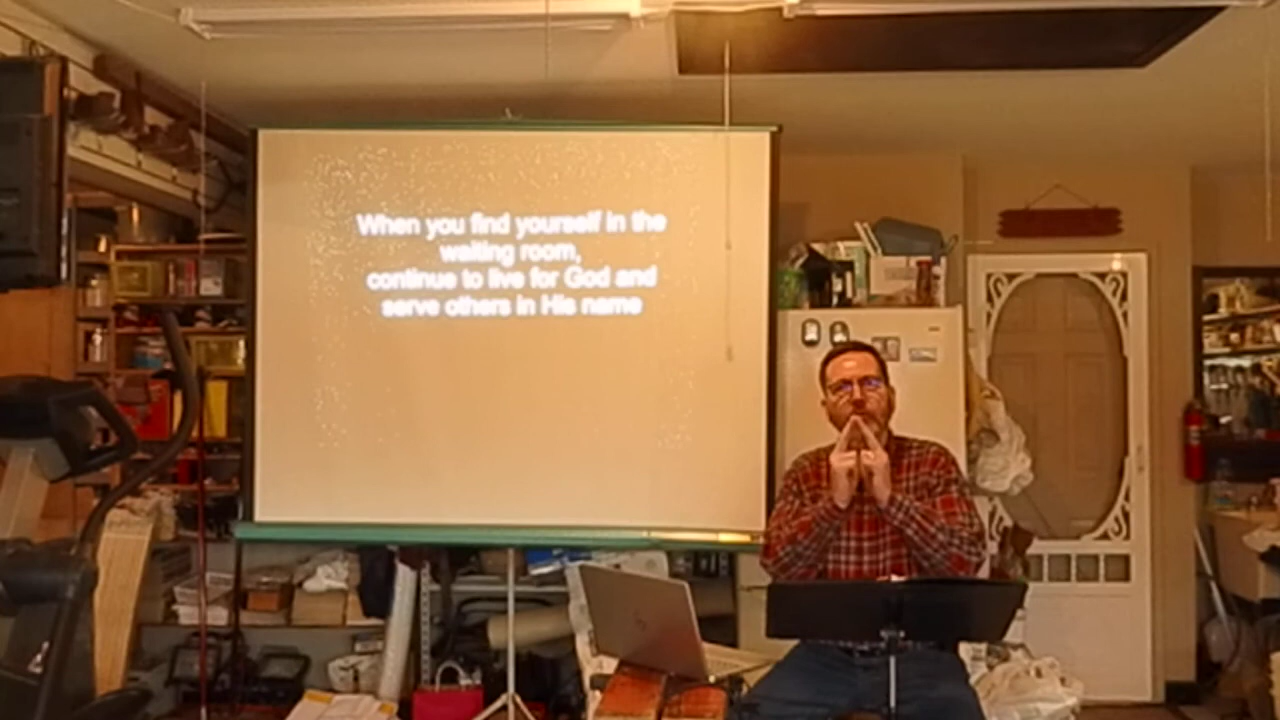 When you find yourself in the
waiting room,
continue to live for God and
serve others in His name